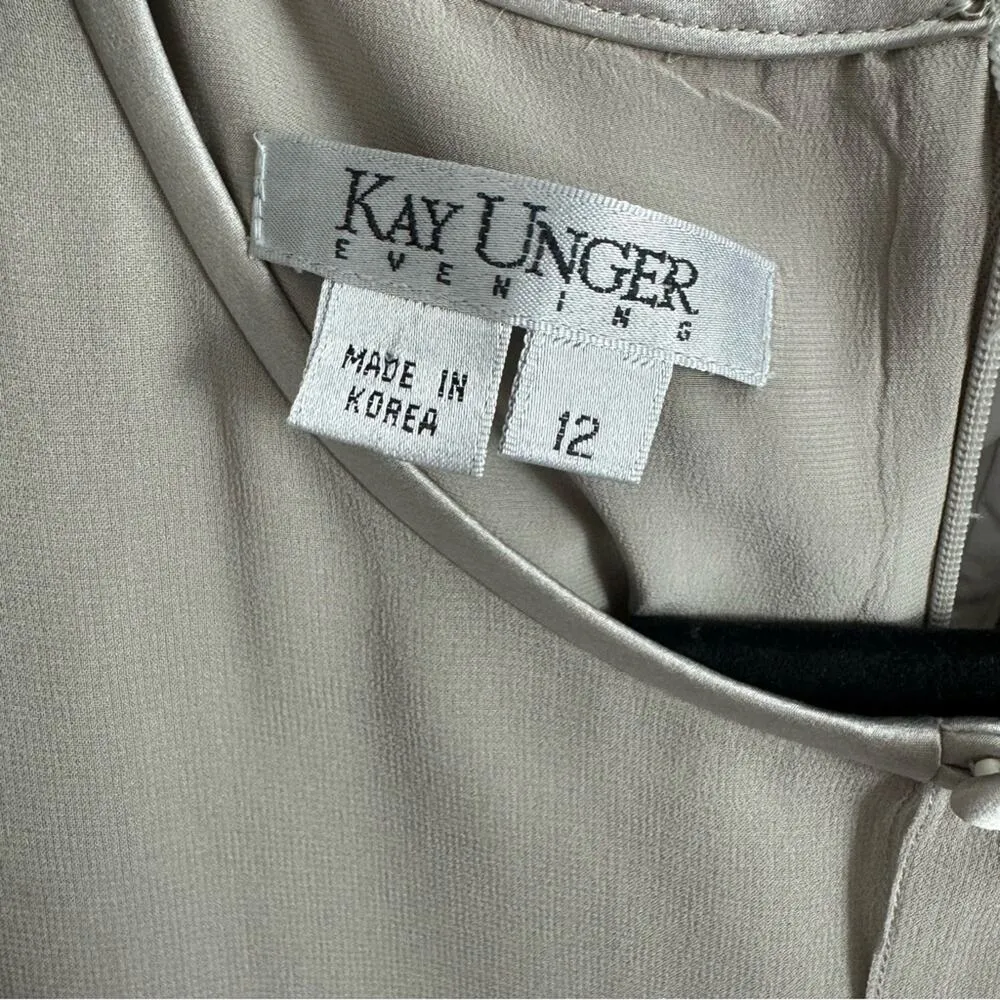 KAY UNGER
EVENING
MADE IN
KOREA
12